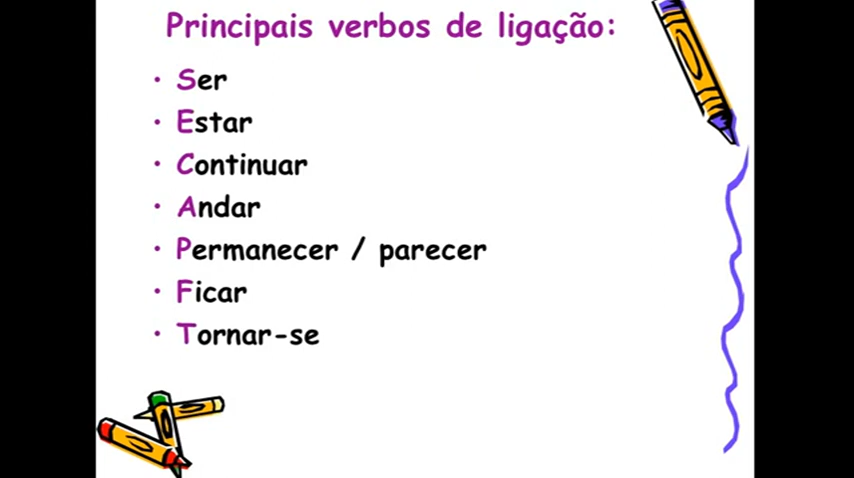 Principais verbos de ligação:
• Ser
• Estar
• Continuar
• Andar
• Permanecer / parecer
• Ficar
• Tornar-se